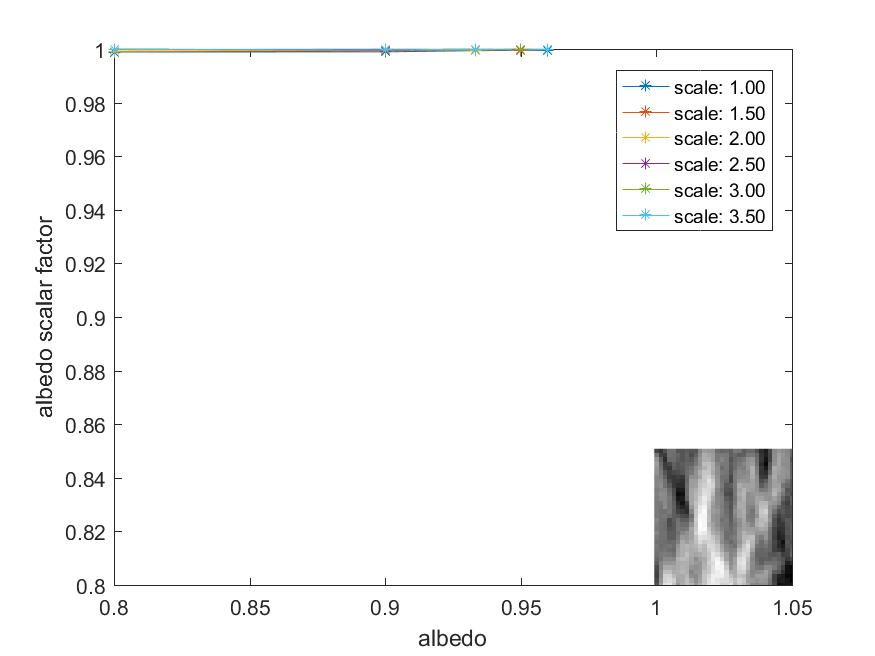 1
0.98
0.96
0.94
0.92
0.9
0.88
0.86
0.84
0.82
0.8
albedo scalar factor
scale: 1.00
scale: 1.50
scale: 2.00
scale: 2.50
scale: 3.00
scale: 3.50
0.8 0.85 0.9 0.95 1 1.05
albedo